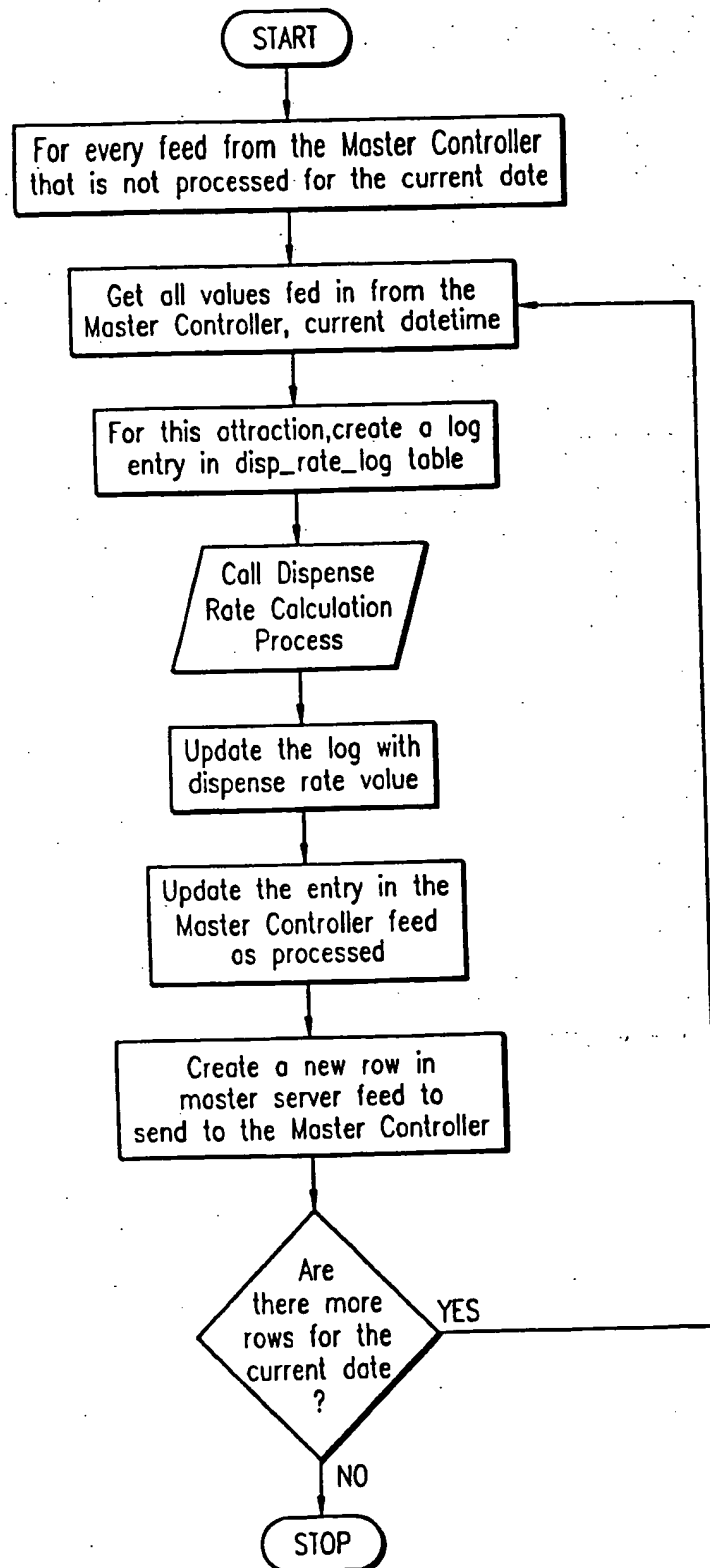 START
For every feed from the Master Controller
that is not processed for the current date
Get all values fed in from the
Master Controller, current datetime
For this attraction,create a log
entry in disp_rate_log table
Call Dispense
Rate Calculation
Process
Update the log with
dispense rate value
Update the entry in the
Master Controller feed
as processed
Create a new row in
master server feed to
send to the Master Controller
Are
there more
rows for the
current date
?
YES
NO
STOP